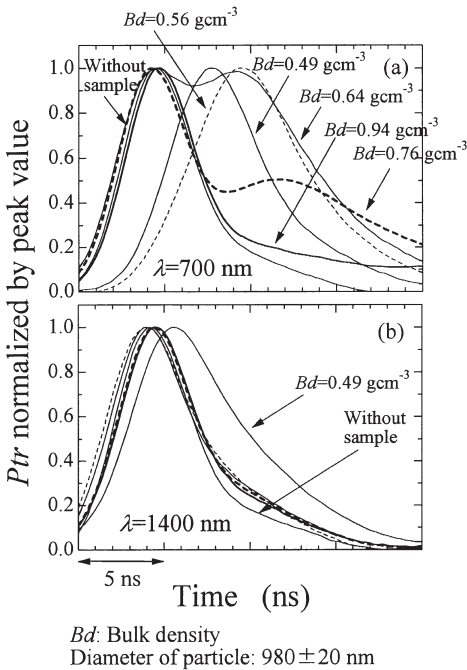 Bd=0.56 gcm-3
Without
sample
Bd=0.49 gcm-3
(a)
Bd=0.64 gcm-3
Bd=0.94 gcm-3
Bd=0.76 gcm-3
1.0
0.8
0.6
0.4
0.2
0.0
λ=700 nm
Ptr normalized by peak value
(b)
1.0
0.8
0.6
0.4
0.2
0.0
Bd=0.49 gcm-3
Without
sample
λ=1400 nm
5 ns
Time (ns)
Bd: Bulk density
Diameter of particle: 980±20 nm